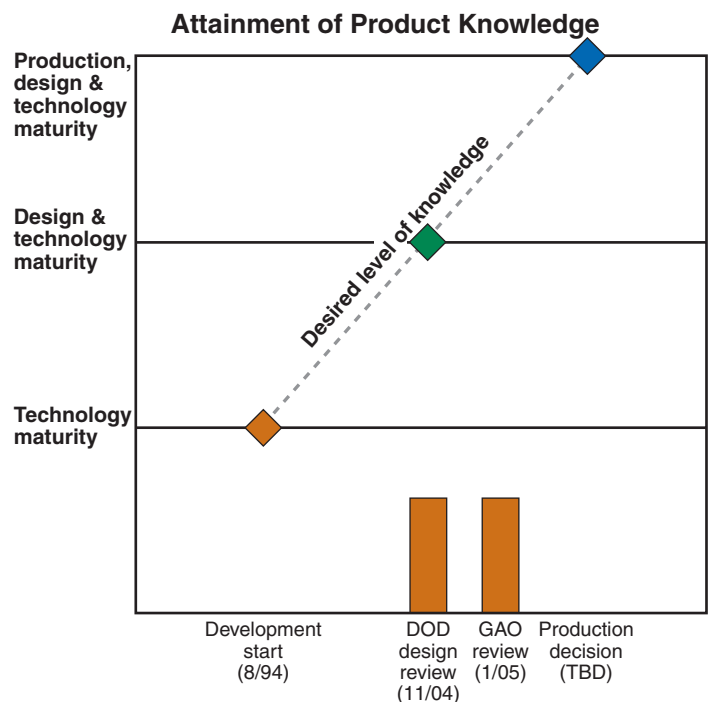 Attainment of Product Knowledge
Production,
design &
technology
maturity
Design &
technology
maturity
Technology
maturity
Desired level of knowledge
Development
start
(8/94)
DOD
design
review
(11/04)
GAO
review
(1/05)
Production
decision
(TBD)